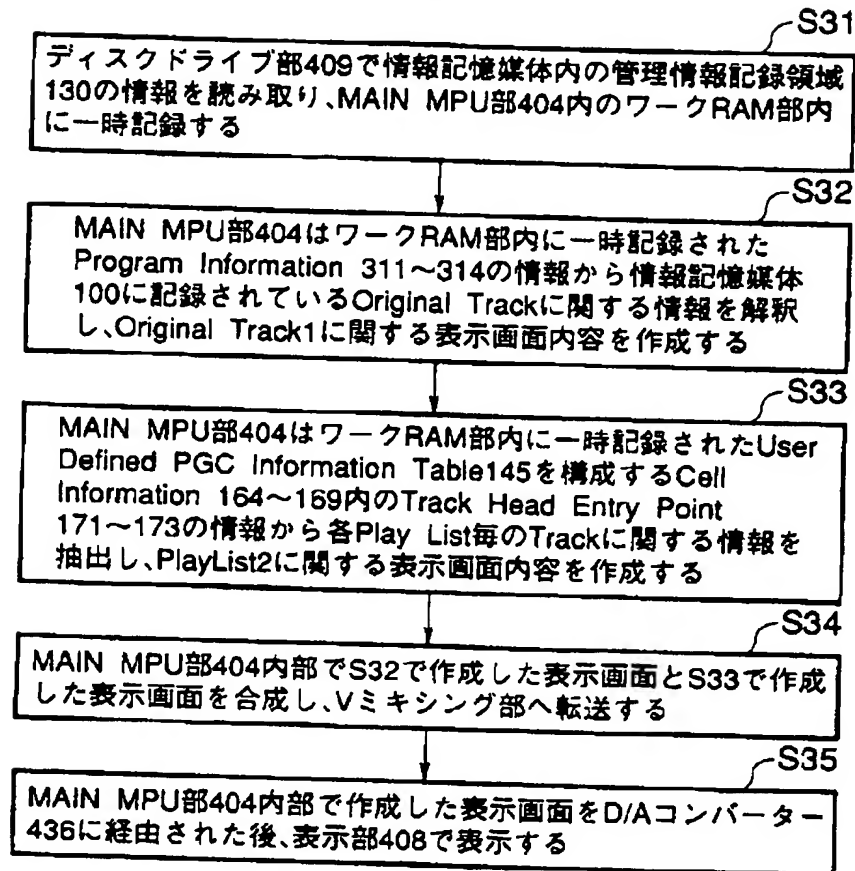 S31
ディスクドライブ部409で情報記憶媒体内の管理情報記録領域
130の情報を読み取り、MAIN MPU部404内のワークRAM部内
に一時記録する
S32
MAIN MPU部404はワークRAM部内に一時記録された
Program Information 311～314の情報から情報記憶媒体
100に記録されているOriginal Trackに関する情報を解釈
し、Original Track1に関する表示画面内容を作成する
S33
MAIN MPU部404はワークRAM部内に一時記録されたUser
Defined PGC Information Table145を構成するCell
Information 164～169内のTrack Head Entry Point
171～173の情報から各Play List毎のTrackに関する情報を
抽出し、PlayList2に関する表示画面内容を作成する
S34
MAIN MPU部404内部でS32で作成した表示画面とS33で作成
した表示画面を合成し、Vミキシング部へ転送する
S35
MAIN MPU部404内部で作成した表示画面をD/Aコンバーター
436に経由された後、表示部408で表示する